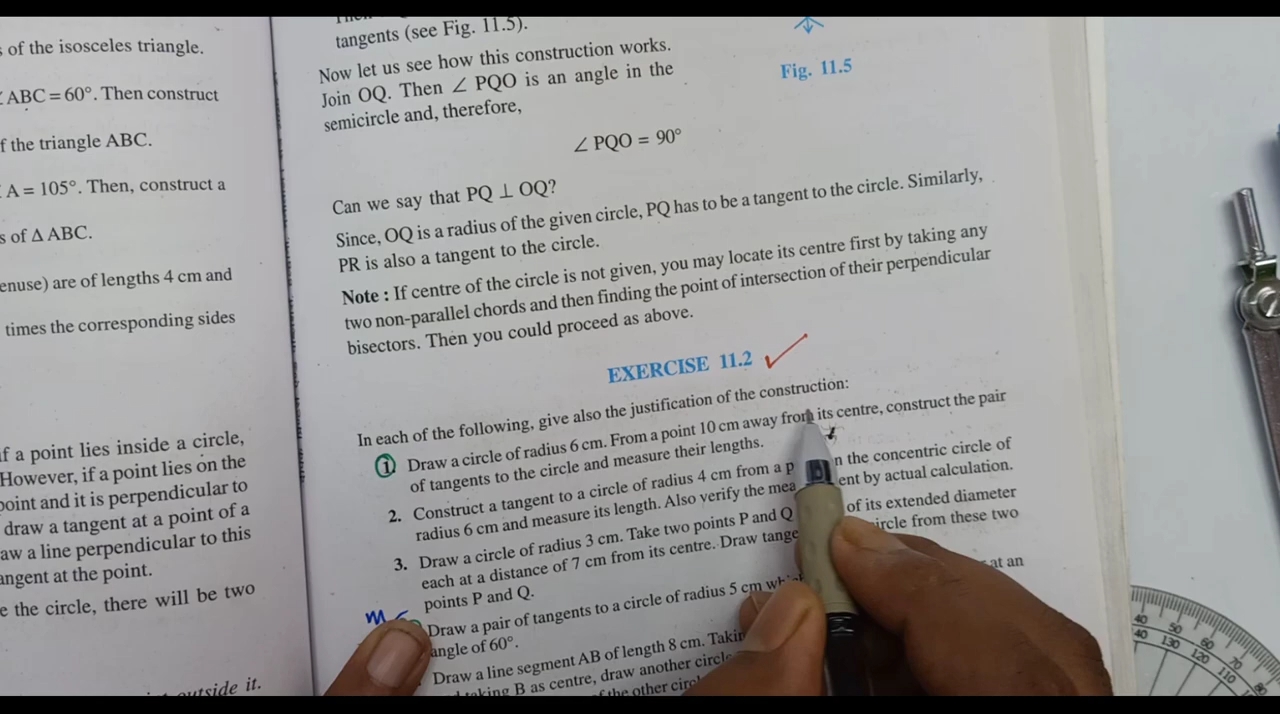 s of the isosceles triangle.
∠ABC = 60°. Then construct
f the triangle ABC.
A = 105°. Then, construct a
s of Δ ABC.
enuse) are of lengths 4 cm and
times the corresponding sides
if a point lies inside a circle,
However, if a point lies on the
point and it is perpendicular to
draw a tangent at a point of a
aw a line perpendicular to this
angent at the point.
e the circle, there will be two
outside it.
tangents (see Fig. 11.5).
Now let us see how this construction works.
Join OQ. Then ∠ PQO is an angle in the
semicircle and, therefore,
Fig. 11.5
∠ PQO = 90°
Can we say that PQ ⊥ OQ?
Since, OQ is a radius of the given circle, PQ has to be a tangent to the circle. Similarly,
PR is also a tangent to the circle.
Note : If centre of the circle is not given, you may locate its centre first by taking any
two non-parallel chords and then finding the point of intersection of their perpendicular
bisectors. Then you could proceed as above.
EXERCISE 11.2
In each of the following, give also the justification of the construction:
1. Draw a circle of radius 6 cm. From a point 10 cm away from its centre, construct the pair
of tangents to the circle and measure their lengths.
2. Construct a tangent to a circle of radius 4 cm from a p n the concentric circle of
radius 6 cm and measure its length. Also verify the mea ent by actual calculation.
3. Draw a circle of radius 3 cm. Take two points P and Q of its extended diameter
each at a distance of 7 cm from its centre. Draw tange ircle from these two
points P and Q.
Draw a pair of tangents to a circle of radius 5 cm whi at an
angle of 60°.
Draw a line segment AB of length 8 cm. Takin
taking B as centre, draw another circle
of the other circ
40 50 60 70
40 130 120 110